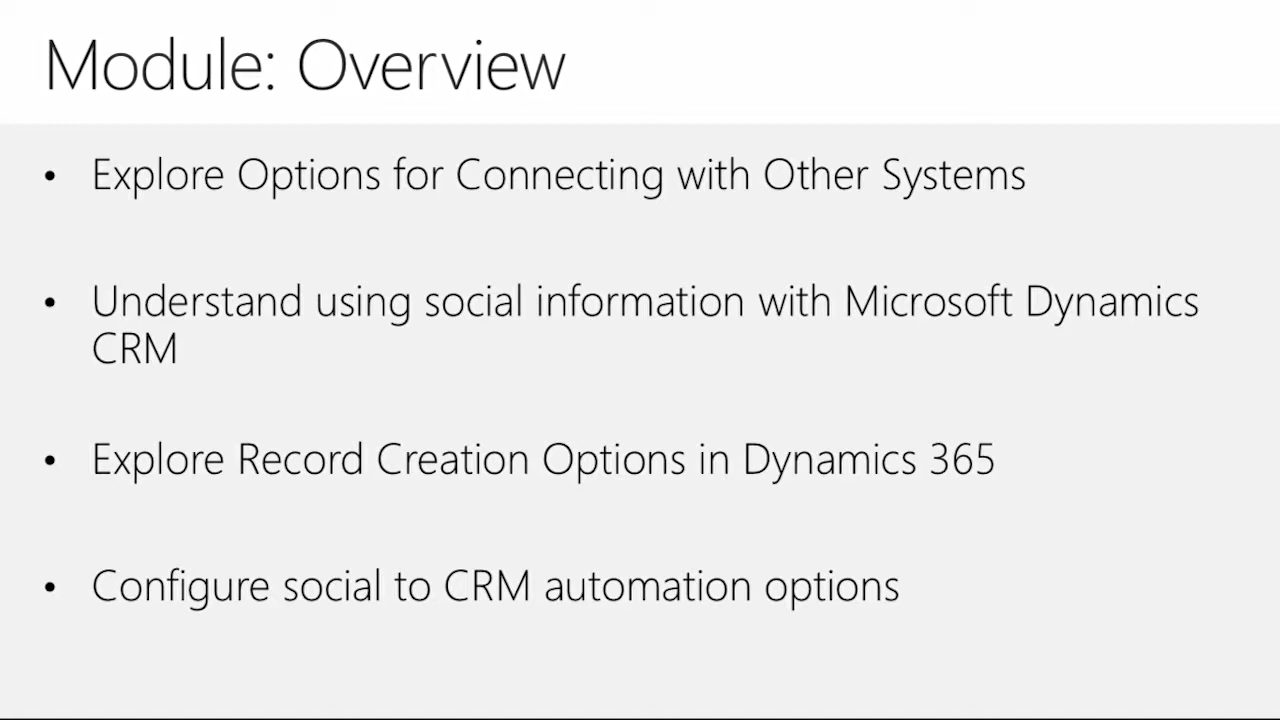 Module: Overview
• Explore Options for Connecting with Other Systems
• Understand using social information with Microsoft Dynamics
CRM
• Explore Record Creation Options in Dynamics 365
• Configure social to CRM automation options